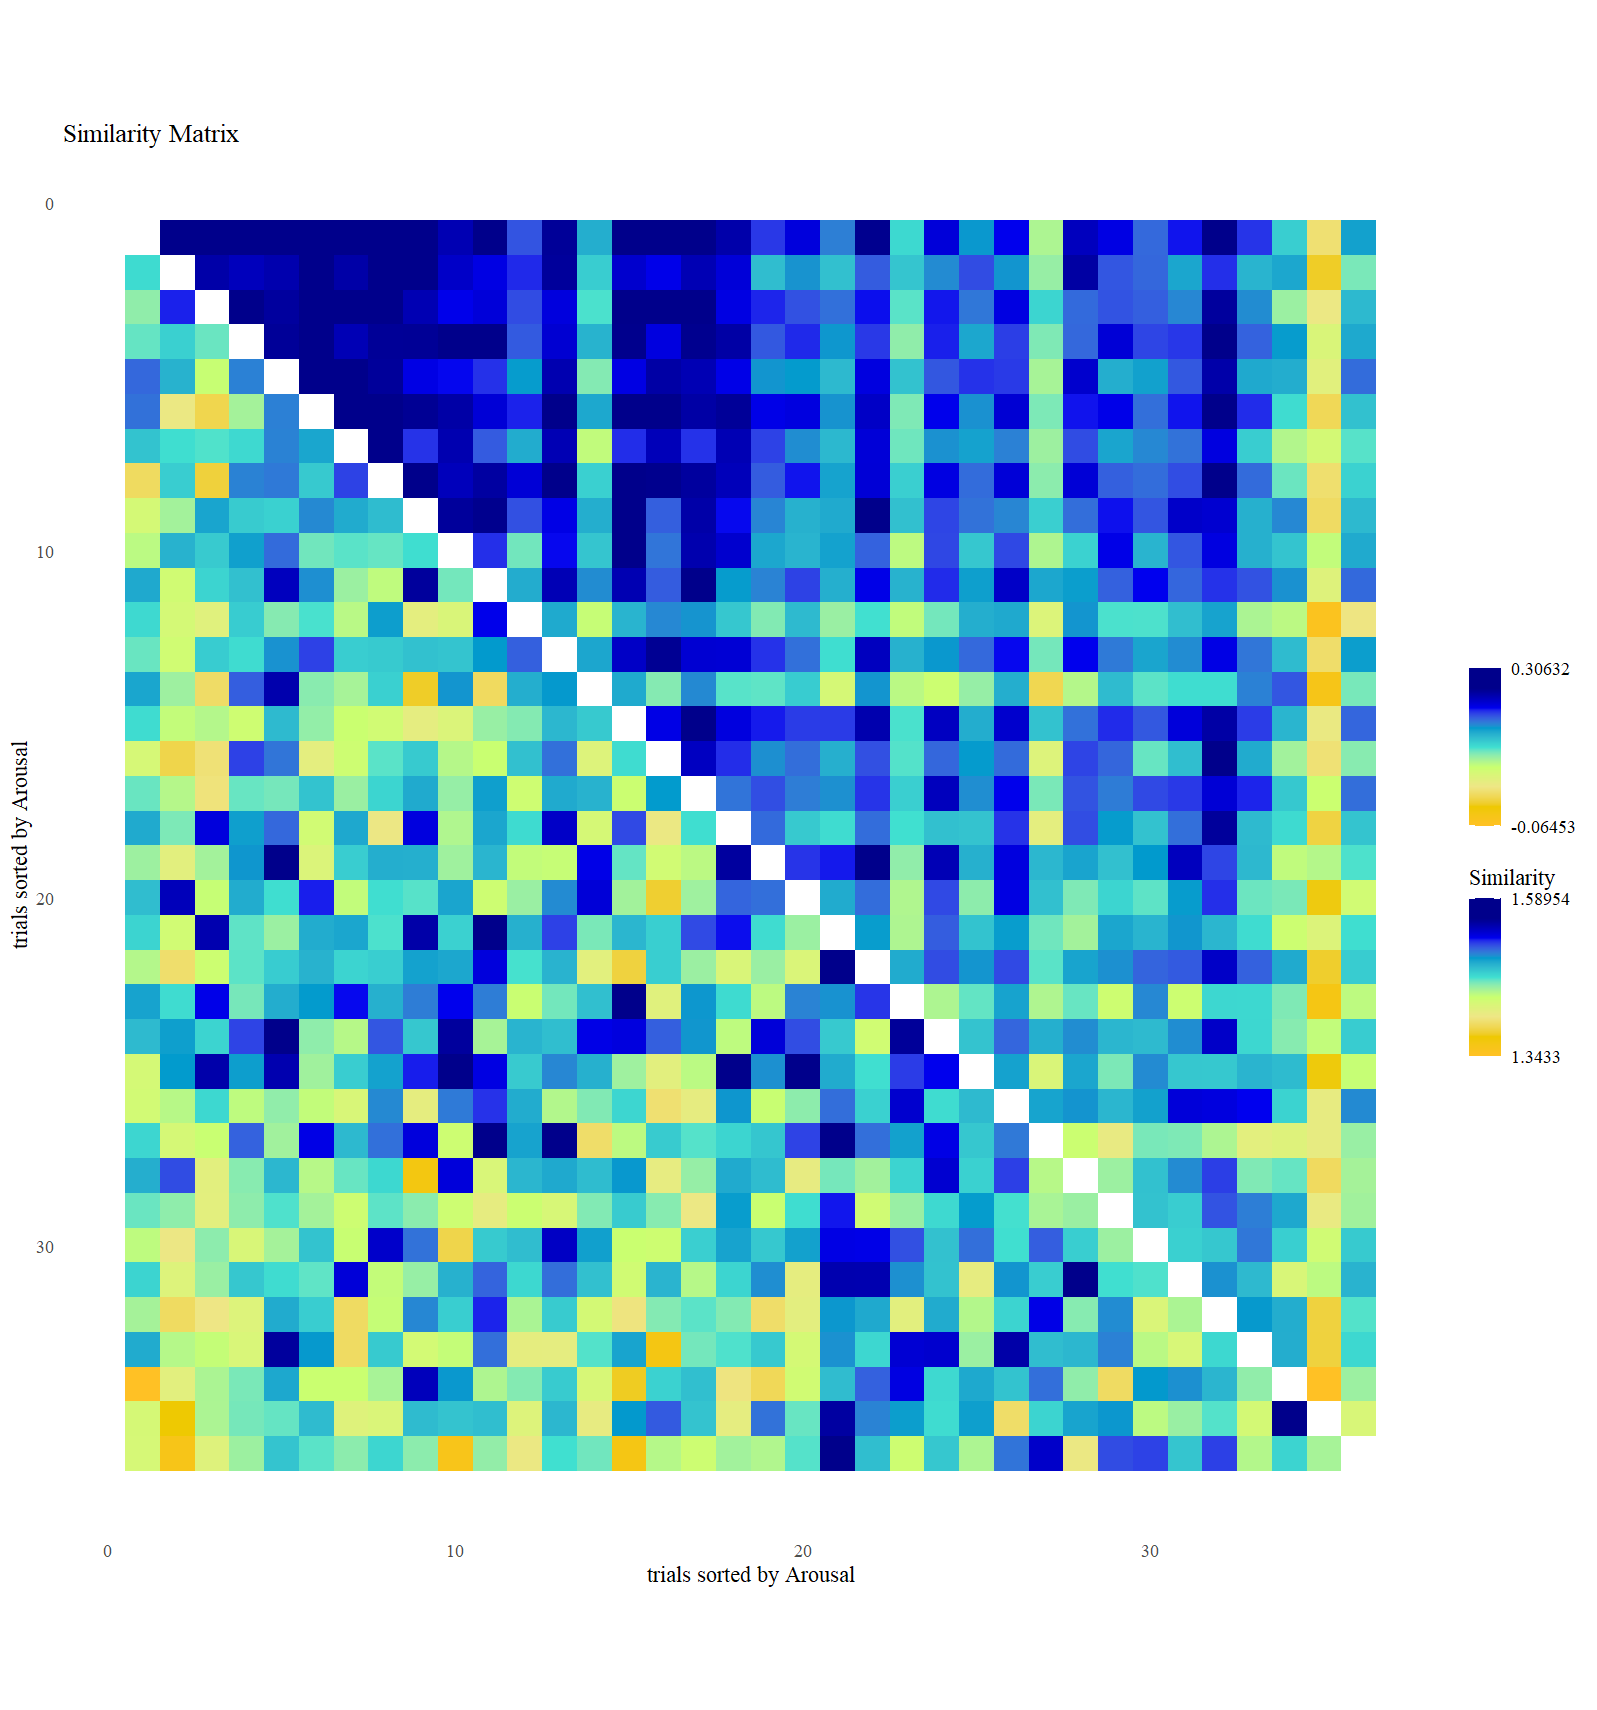 Similarity Matrix
0
10
20
30
trials sorted by Arousal
0.30632
-0.06453
Similarity
1.58954
1.3433
0 10 20 30
trials sorted by Arousal